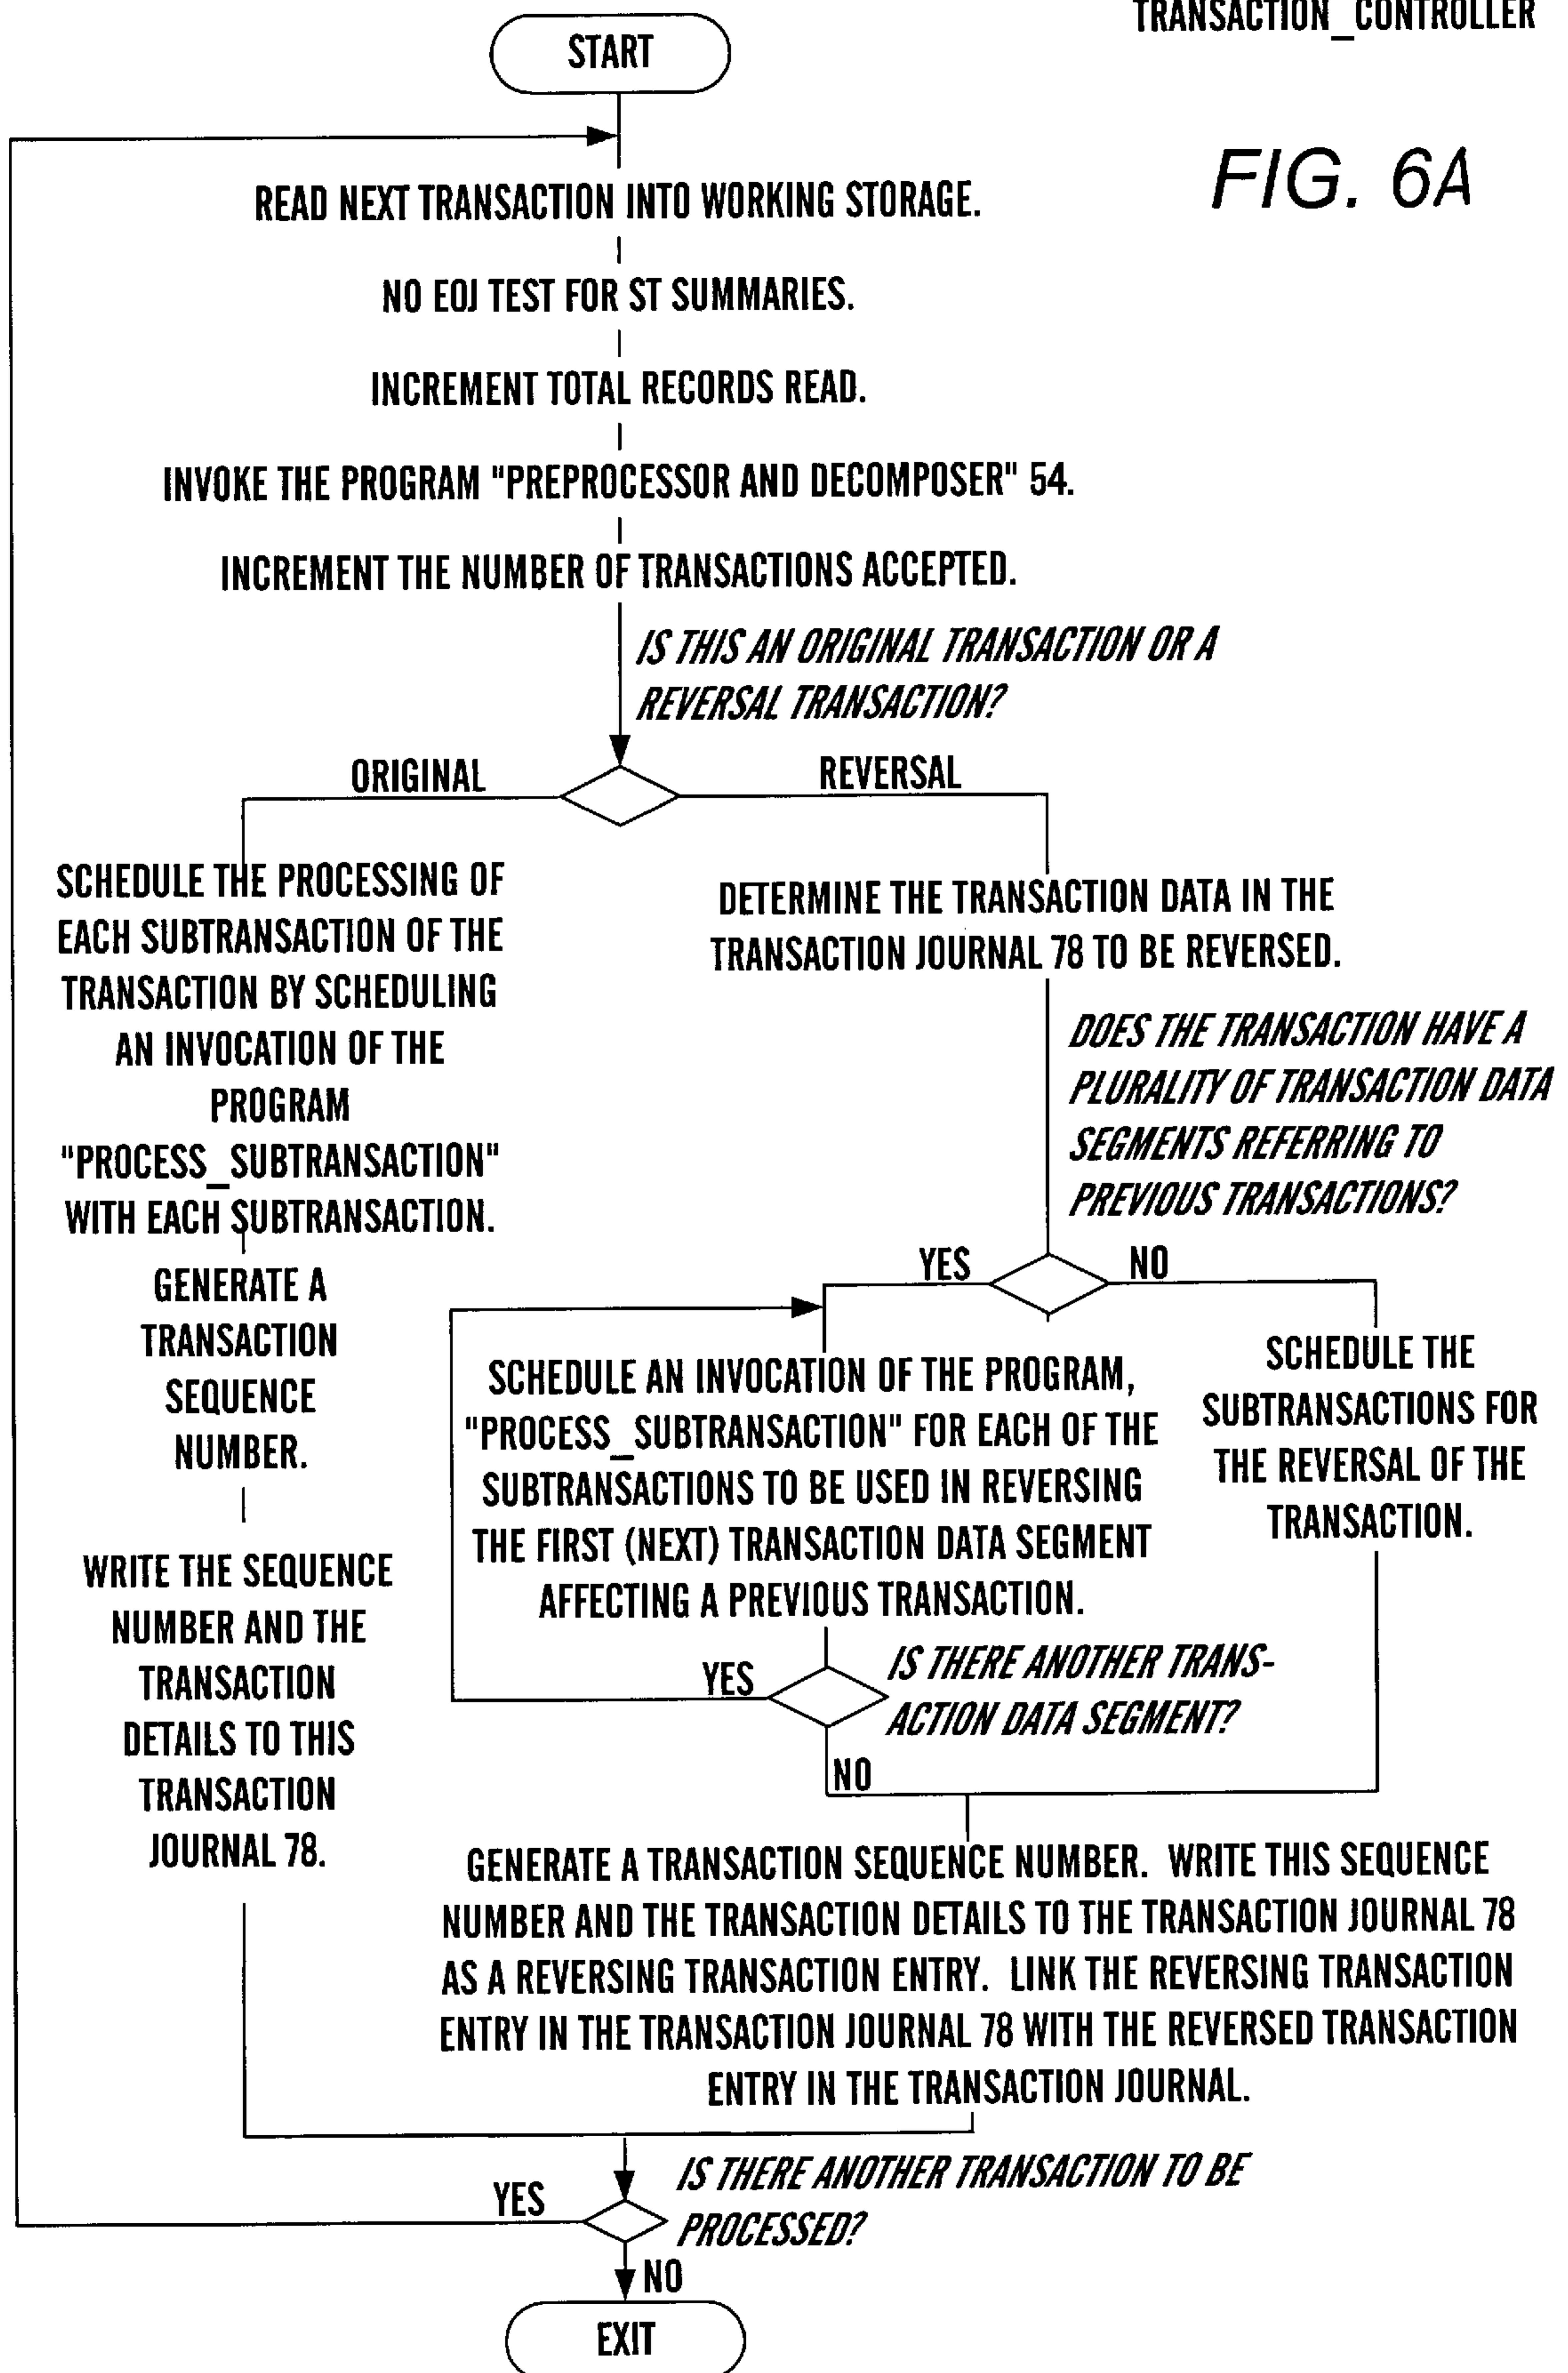 TRANSACTION_CONTROLLER
START
FIG. 6A
READ NEXT TRANSACTION INTO WORKING STORAGE.
NO EOJ TEST FOR ST SUMMARIES.
INCREMENT TOTAL RECORDS READ.
INVOKE THE PROGRAM "PREPROCESSOR AND DECOMPOSER" 54.
INCREMENT THE NUMBER OF TRANSACTIONS ACCEPTED.
IS THIS AN ORIGINAL TRANSACTION OR A
REVERSAL TRANSACTION?
ORIGINAL
REVERSAL
SCHEDULE THE PROCESSING OF
EACH SUBTRANSACTION OF THE
TRANSACTION BY SCHEDULING
AN INVOCATION OF THE
PROGRAM
"PROCESS_SUBTRANSACTION"
WITH EACH SUBTRANSACTION.
GENERATE A
TRANSACTION
SEQUENCE
NUMBER.
WRITE THE SEQUENCE
NUMBER AND THE
TRANSACTION
DETAILS TO THIS
TRANSACTION
JOURNAL 78.
DETERMINE THE TRANSACTION DATA IN THE
TRANSACTION JOURNAL 78 TO BE REVERSED.
DOES THE TRANSACTION HAVE A
PLURALITY OF TRANSACTION DATA
SEGMENTS REFERRING TO
PREVIOUS TRANSACTIONS?
YES
NO
SCHEDULE AN INVOCATION OF THE PROGRAM,
"PROCESS_SUBTRANSACTION" FOR EACH OF THE
SUBTRANSACTIONS TO BE USED IN REVERSING
THE FIRST (NEXT) TRANSACTION DATA SEGMENT
AFFECTING A PREVIOUS TRANSACTION.
SCHEDULE THE
SUBTRANSACTIONS FOR
THE REVERSAL OF THE
TRANSACTION.
YES
IS THERE ANOTHER TRANS-
ACTION DATA SEGMENT?
NO
GENERATE A TRANSACTION SEQUENCE NUMBER. WRITE THIS SEQUENCE
NUMBER AND THE TRANSACTION DETAILS TO THE TRANSACTION JOURNAL 78
AS A REVERSING TRANSACTION ENTRY. LINK THE REVERSING TRANSACTION
ENTRY IN THE TRANSACTION JOURNAL 78 WITH THE REVERSED TRANSACTION
ENTRY IN THE TRANSACTION JOURNAL.
IS THERE ANOTHER TRANSACTION TO BE
PROCESSED?
YES
NO
EXIT